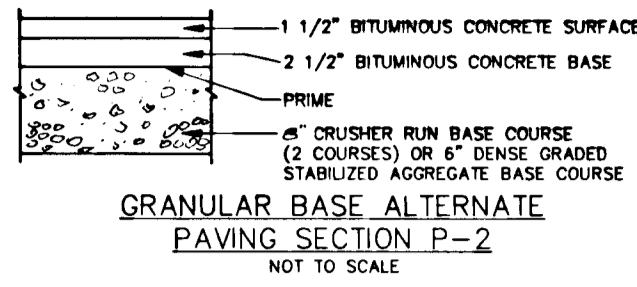 1 1/2" BITUMINOUS CONCRETE SURFACE
2 1/2" BITUMINOUS CONCRETE BASE
PRIME
CRUSHER RUN BASE COURSE
(2 COURSES) OR 6" DENSE GRADED
STABILIZED AGGREGATE BASE COURSE
GRANULAR BASE ALTERNATE
PAVING SECTION P-2
NOT TO SCALE